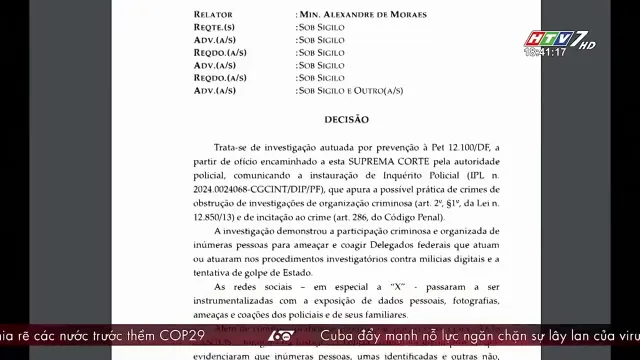 RELATOR : MIN. ALEXANDRE DE MORAES
REQTE.(S) : SOB SIGILO
ADV.(A/S) : SOB SIGILO
REQDO.(A/S) : SOB SIGILO
ADV.(A/S) : SOB SIGILO
REQDO.(A/S) : SOB SIGILO
ADV.(A/S) : SOB SIGILO E OUTRO(A/S)
HTV7 HD
18:41:17
DECISÃO
Trata-se de investigação autuada por prevenção à Pet 12.100/DF, a
partir de ofício encaminhado a esta SUPREMA CORTE pela autoridade
policial, comunicando a instauração de Inquérito Policial (IPL n.
2024.0024068-CGCINT/DIP/PF), que apura a possível prática de crimes de
obstrução de investigações de organização criminosa (art. 2º, §1º, da Lei n.
12.850/13) e de incitação ao crime (art. 286, do Código Penal).
A investigação demonstrou a participação criminosa e organizada de
inúmeras pessoas para ameaçar e coagir Delegados federais que atuam
ou atuaram nos procedimentos investigatórios contra milícias digitais e a
tentativa de golpe de Estado.
As redes sociais – em especial a "X" - passaram a ser
instrumentalizadas com a exposição de dados pessoais, fotografias,
ameaças e coações dos policiais e de seus familiares.
hia rẽ các nước trước thềm COP29 60 Cuba đẩy mạnh nỗ lực ngăn chặn sự lây lan của viru
evidenciaram que inúmeras pessoas, umas identificadas e outras não,